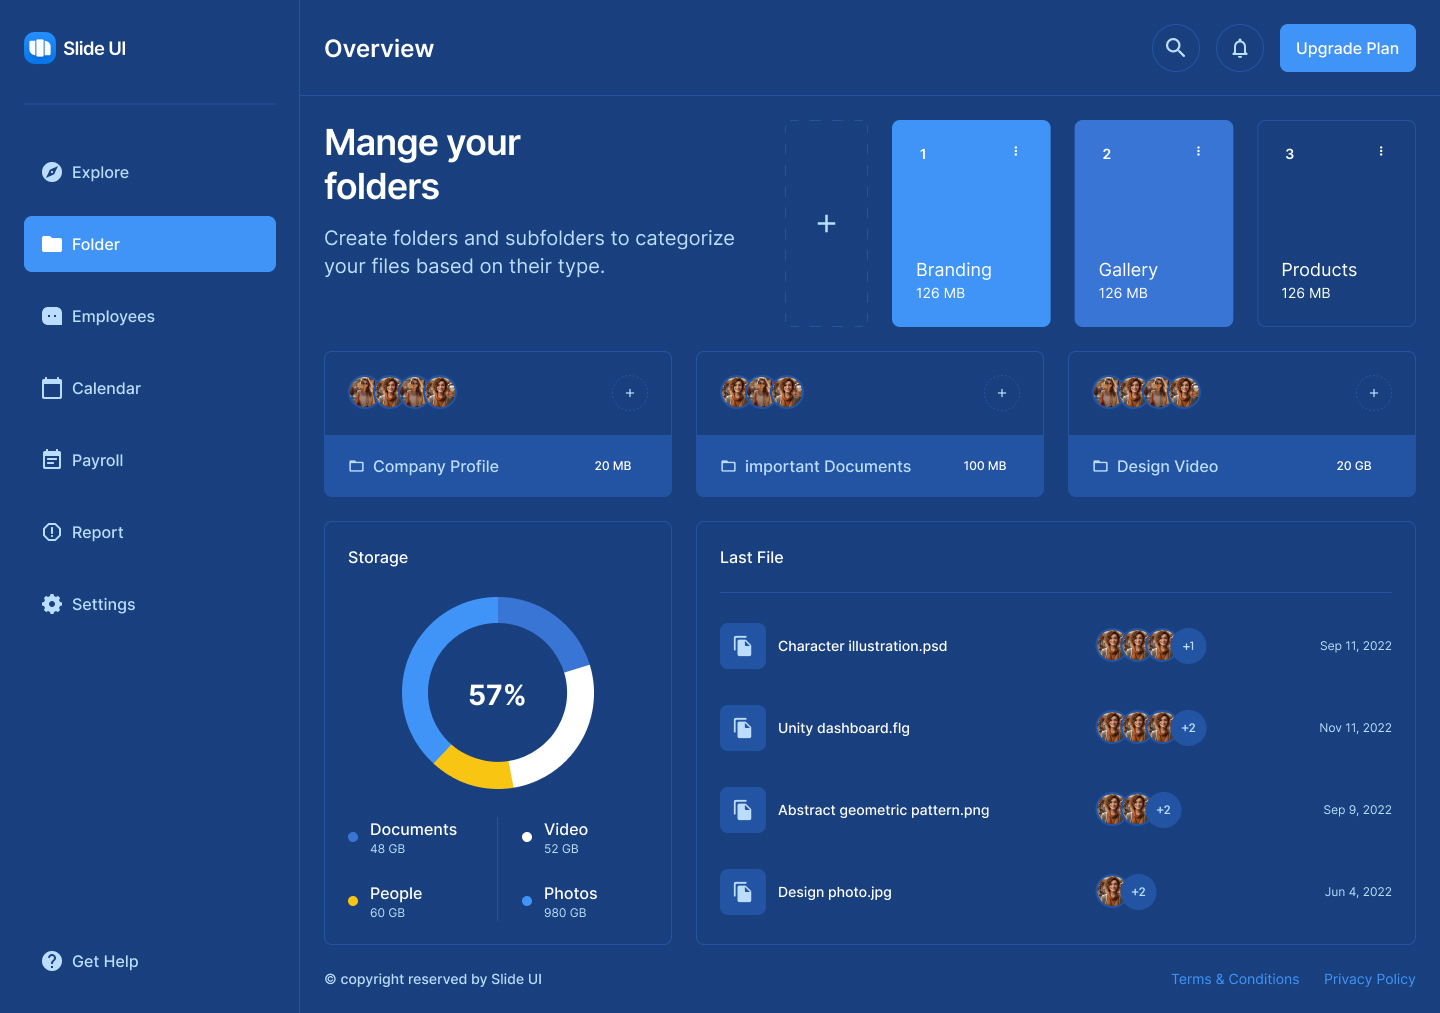 Slide UI
Explore
Folder
Employees
Calendar
Payroll
Report
Settings
Get Help
Overview
Upgrade Plan
Mange your
folders
Create folders and subfolders to categorize
your files based on their type.
+
1
Branding
126 MB
2
Gallery
126 MB
3
Products
126 MB
+
Company Profile
20 MB
+
important Documents
100 MB
+
Design Video
20 GB
Storage
57%
Documents
48 GB
Video
52 GB
People
60 GB
Photos
980 GB
Last File
Character illustration.psd
+1
Sep 11, 2022
Unity dashboard.flg
+2
Nov 11, 2022
Abstract geometric pattern.png
+2
Sep 9, 2022
Design photo.jpg
+2
Jun 4, 2022
© copyright reserved by Slide UI
Terms & Conditions
Privacy Policy